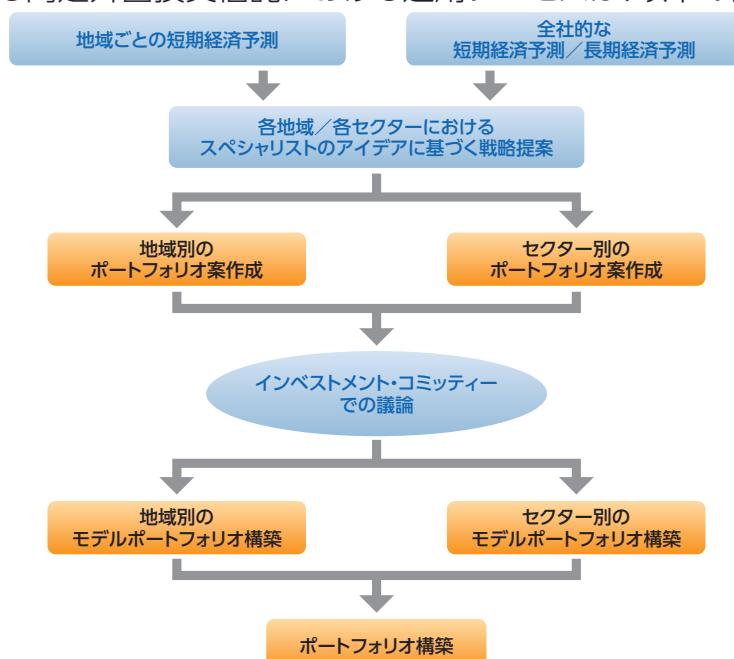 地域ごとの短期経済予測
全社的な
短期経済予測／長期経済予測
各地域／各セクターにおける
スペシャリストのアイデアに基づく戦略提案
地域別の
ポートフォリオ案作成
セクター別の
ポートフォリオ案作成
インベストメント・コミッティー
での議論
地域別の
モデルポートフォリオ構築
セクター別の
モデルポートフォリオ構築
ポートフォリオ構築